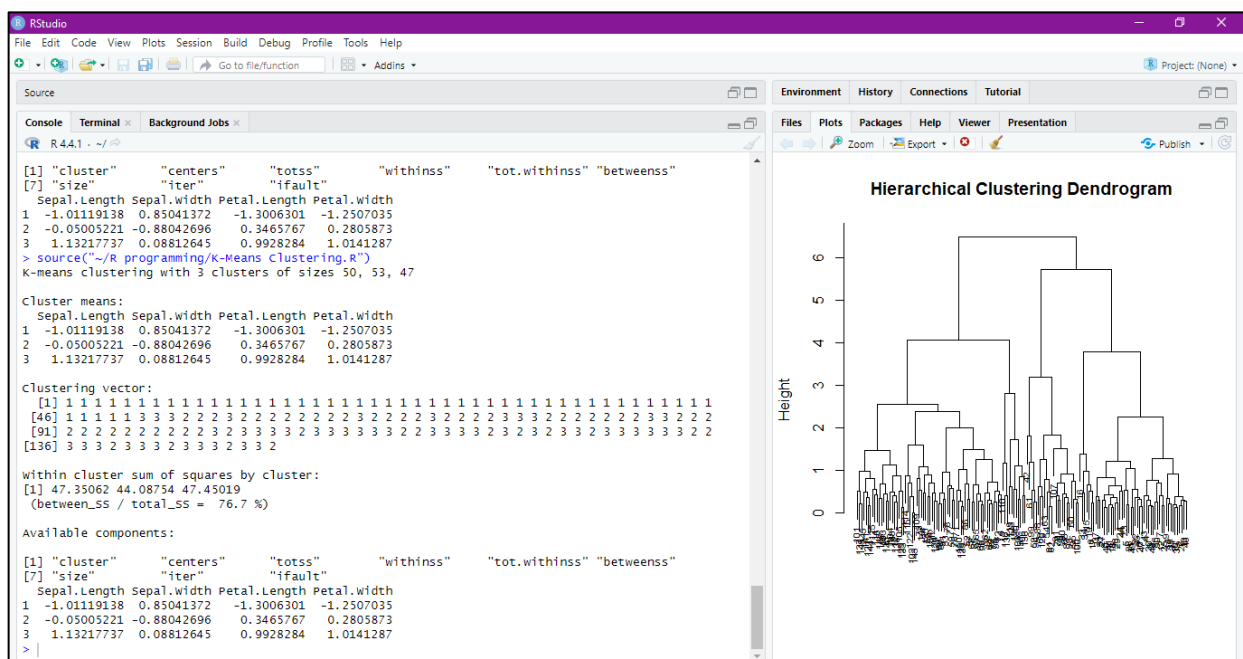 RStudio
File Edit Code View Plots Session Build Debug Profile Tools Help
Go to file/function Addins Project: (None)
Source
Console Terminal Background Jobs
R 4.4.1 · ~/
[1] "cluster" "centers" "totss" "withinss" "tot.withinss" "betweenss"
[7] "size" "iter" "ifault"
Sepal.Length Sepal.Width Petal.Length Petal.Width
1 -1.01119138 0.85041372 -1.3006301 -1.2507035
2 -0.05005221 -0.88042696 0.3465767 0.2805873
3 1.13217737 0.08812645 0.9928284 1.0141287
> source("~/R programming/K-Means Clustering.R")
K-means clustering with 3 clusters of sizes 50, 53, 47
Cluster means:
Sepal.Length Sepal.Width Petal.Length Petal.Width
1 -1.01119138 0.85041372 -1.3006301 -1.2507035
2 -0.05005221 -0.88042696 0.3465767 0.2805873
3 1.13217737 0.08812645 0.9928284 1.0141287
Clustering vector:
[1] 1 1 1 1 1 1 1 1 1 1 1 1 1 1 1 1 1 1 1 1 1 1 1 1 1 1 1 1 1 1 1 1 1 1 1 1 1 1 1 1 1 1 1 1 1
[46] 1 1 1 1 1 3 3 3 2 2 2 3 2 2 2 2 2 2 2 2 3 2 2 2 2 3 2 2 2 2 3 3 3 2 2 2 2 2 2 2 3 3 2 2 2
[91] 2 2 2 2 2 2 2 2 2 2 3 2 3 3 3 3 2 3 3 3 3 3 3 2 2 3 3 3 3 2 3 2 3 2 3 3 2 3 3 3 3 3 3 2 2
[136] 3 3 3 2 3 3 3 2 3 3 3 2 3 3 2
Within cluster sum of squares by cluster:
[1] 47.35062 44.08754 47.45019
(between_SS / total_SS = 76.7 %)
Available components:
[1] "cluster" "centers" "totss" "withinss" "tot.withinss" "betweenss"
[7] "size" "iter" "ifault"
Sepal.Length Sepal.Width Petal.Length Petal.Width
1 -1.01119138 0.85041372 -1.3006301 -1.2507035
2 -0.05005221 -0.88042696 0.3465767 0.2805873
3 1.13217737 0.08812645 0.9928284 1.0141287
>
Environment History Connections Tutorial
Files Plots Packages Help Viewer Presentation
Zoom Export Publish
Hierarchical Clustering Dendrogram
Height
6
5
4
3
2
1
0
42
61
107
16